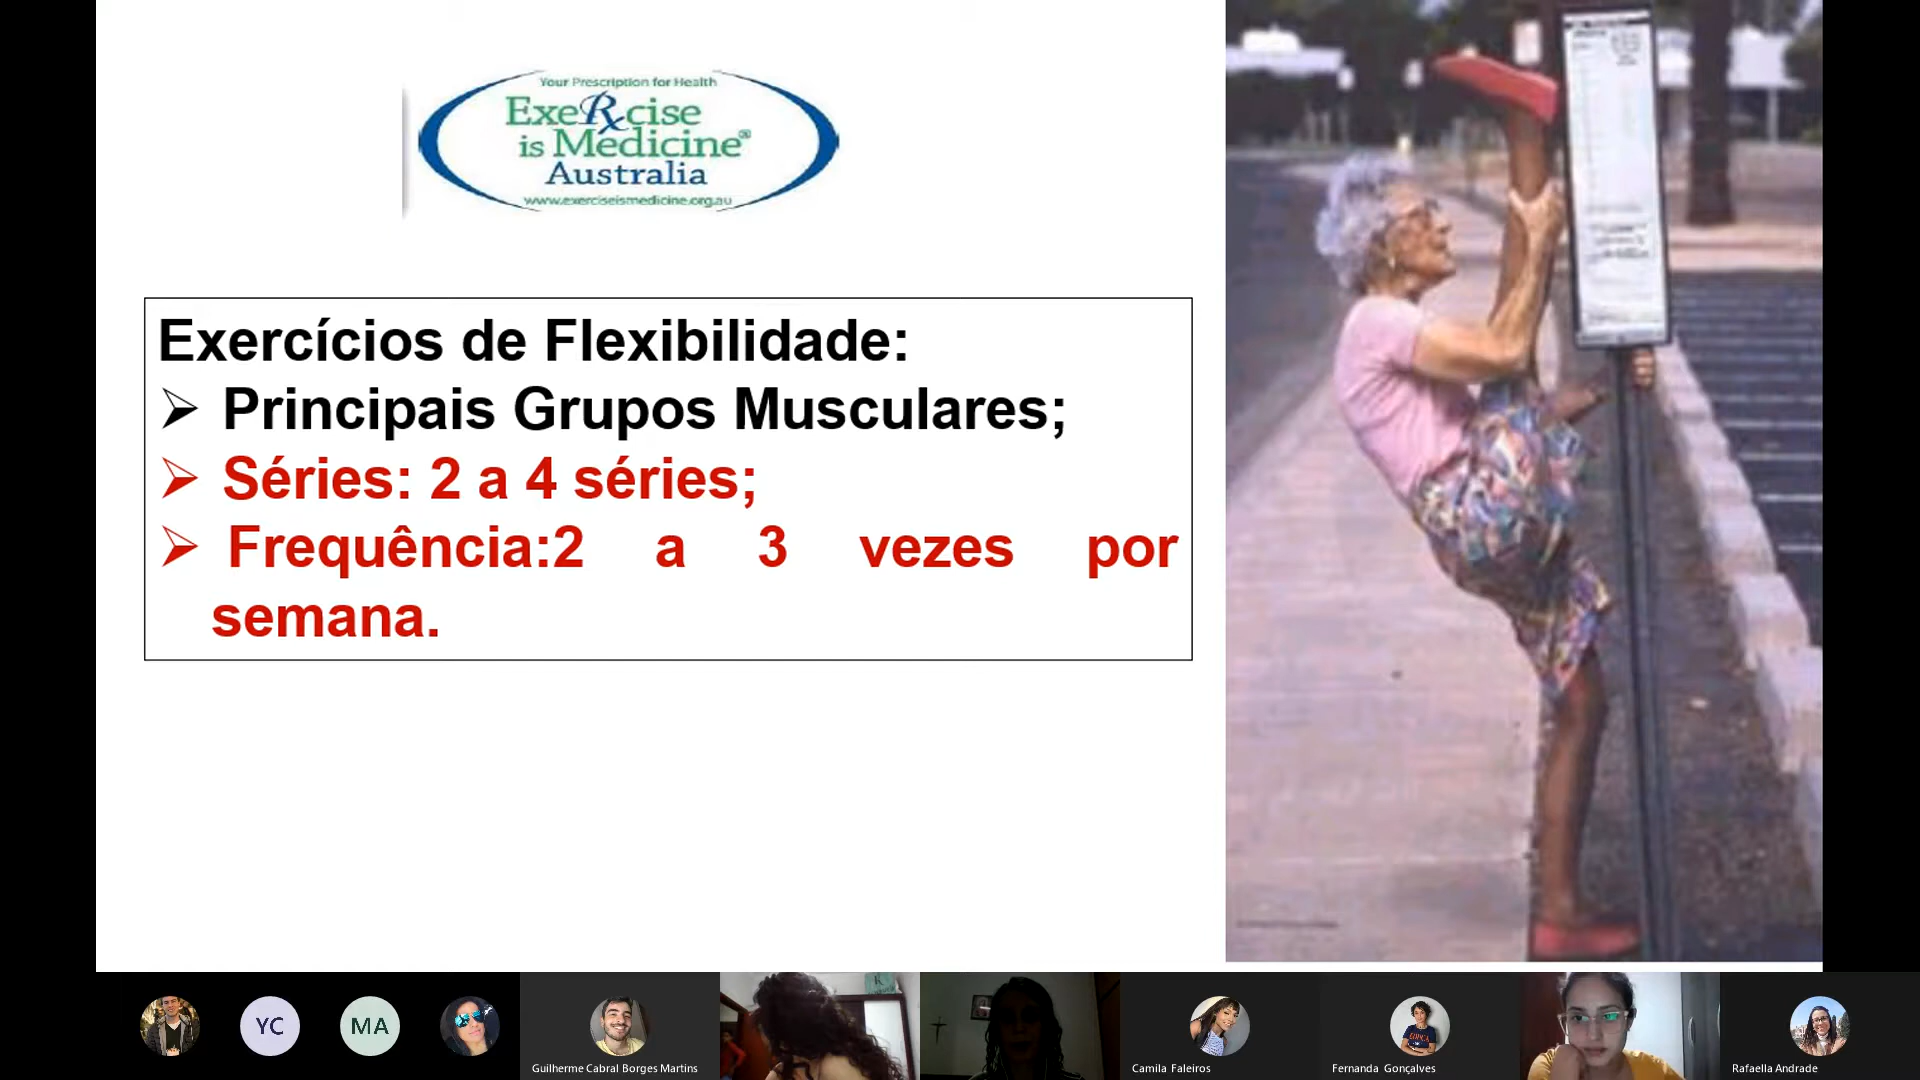 Your Prescription for Health
ExeRxcise
is Medicine®
Australia
www.exerciseismedicine.org.au
Exercícios de Flexibilidade:
➢ Principais Grupos Musculares;
➢ Séries: 2 a 4 séries;
➢ Frequência:2 a 3 vezes por
semana.
YC
MA
Guilherme Cabral Borges Martins
Camila Faleiros
Fernanda Gonçalves
Rafaella Andrade